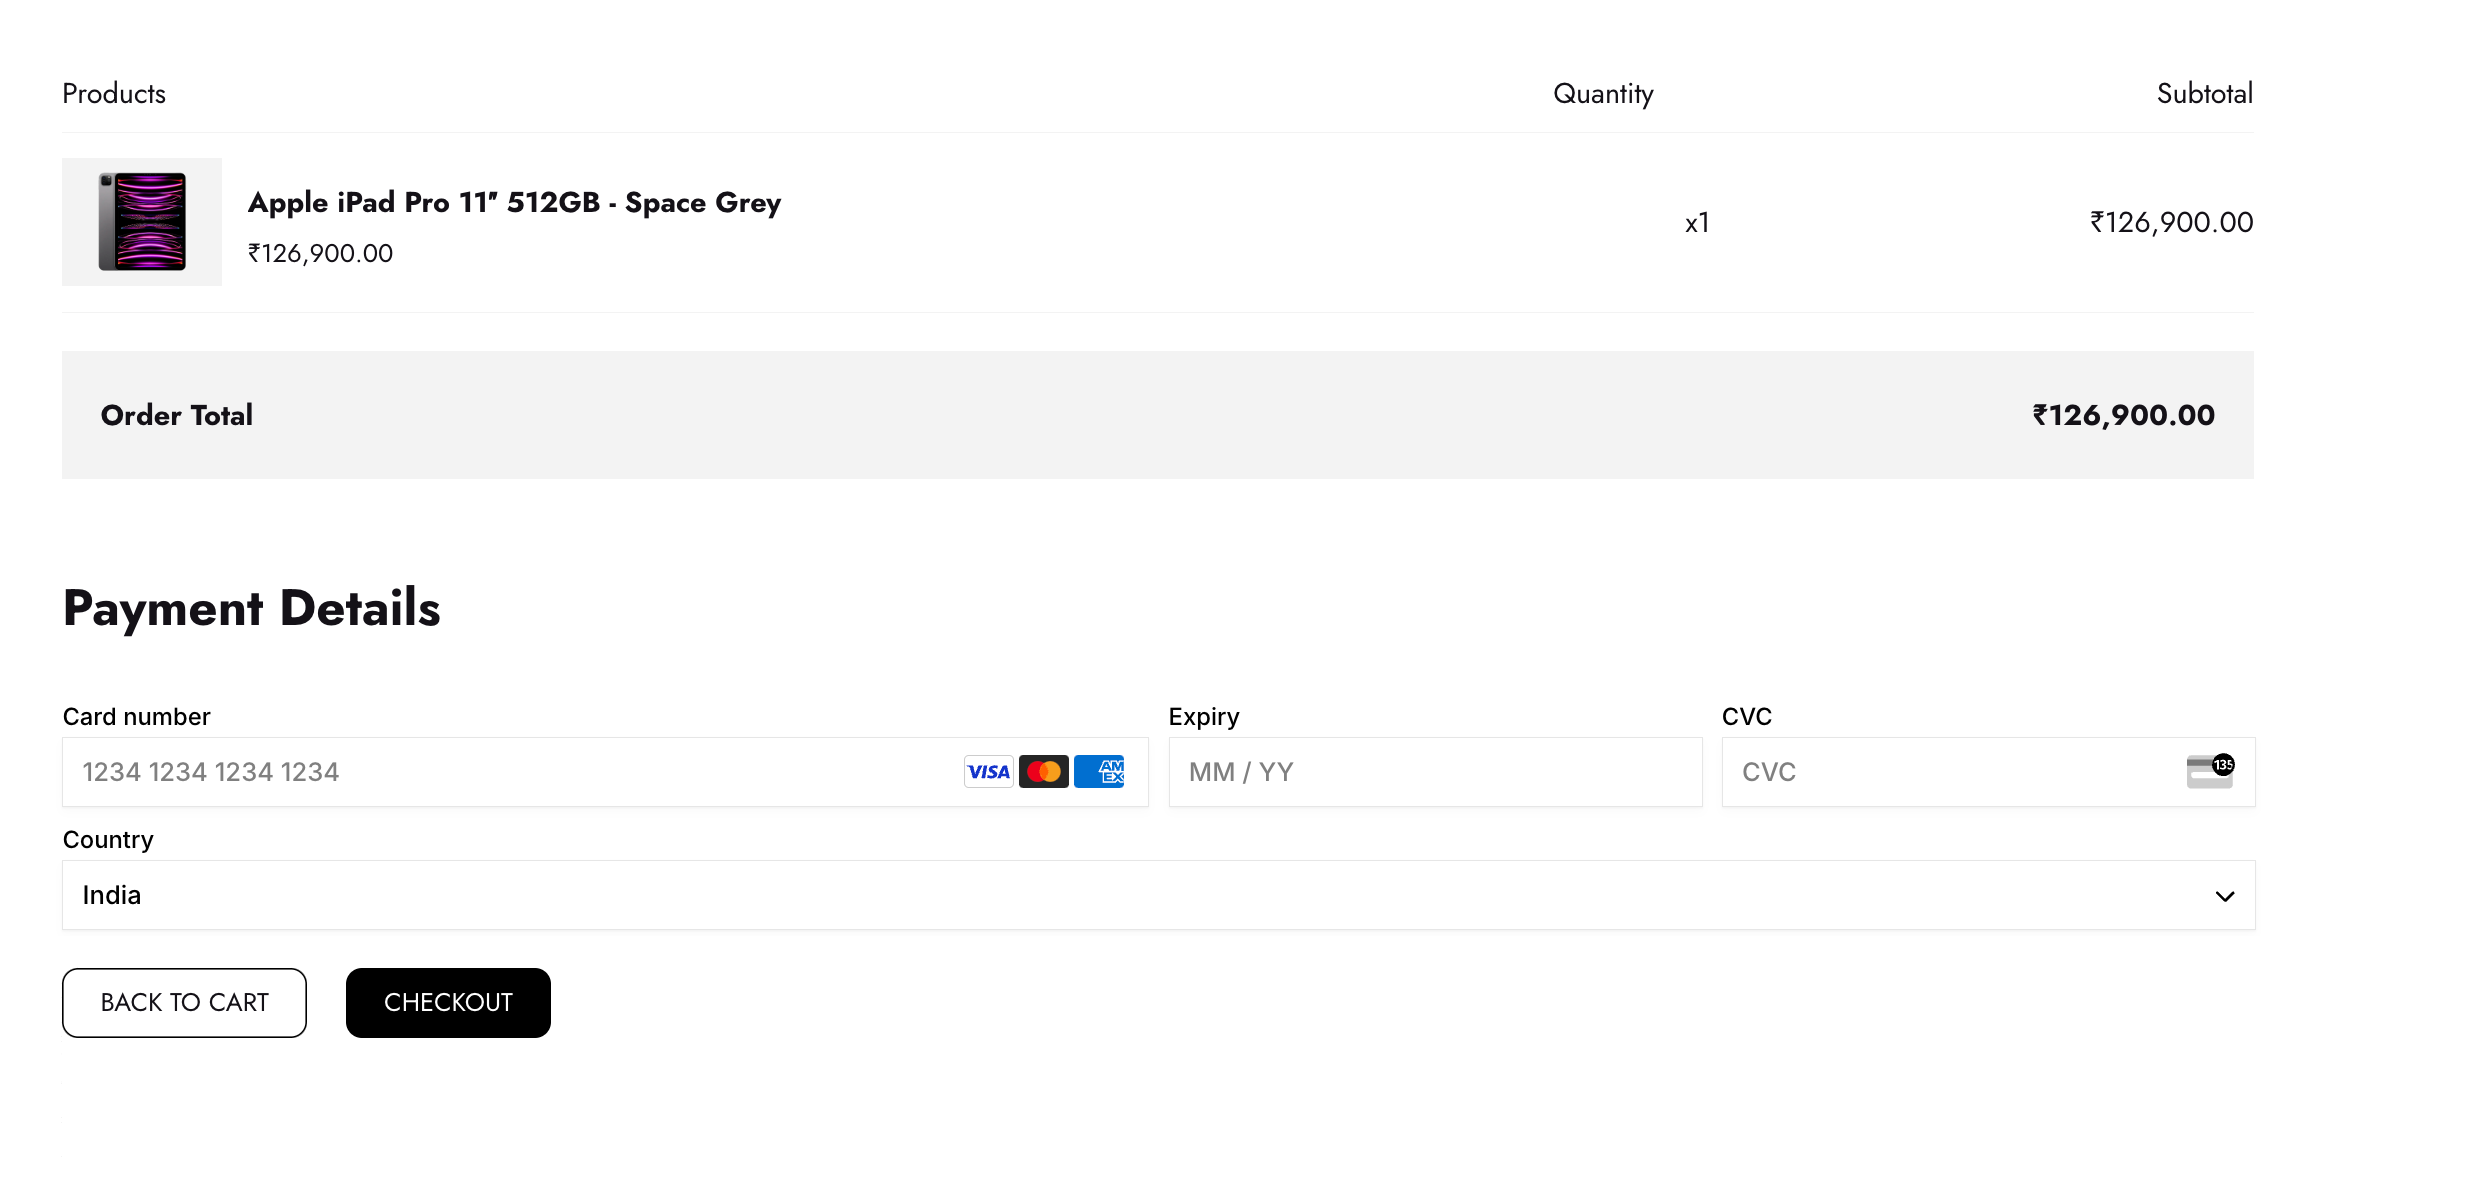 Products Quantity Subtotal
Apple iPad Pro 11″ 512GB - Space Grey
₹126,900.00
x1
₹126,900.00
Order Total ₹126,900.00
Payment Details
Card number Expiry CVC
1234 1234 1234 1234 VISA AMEX MM / YY CVC 135
Country
India
BACK TO CART CHECKOUT